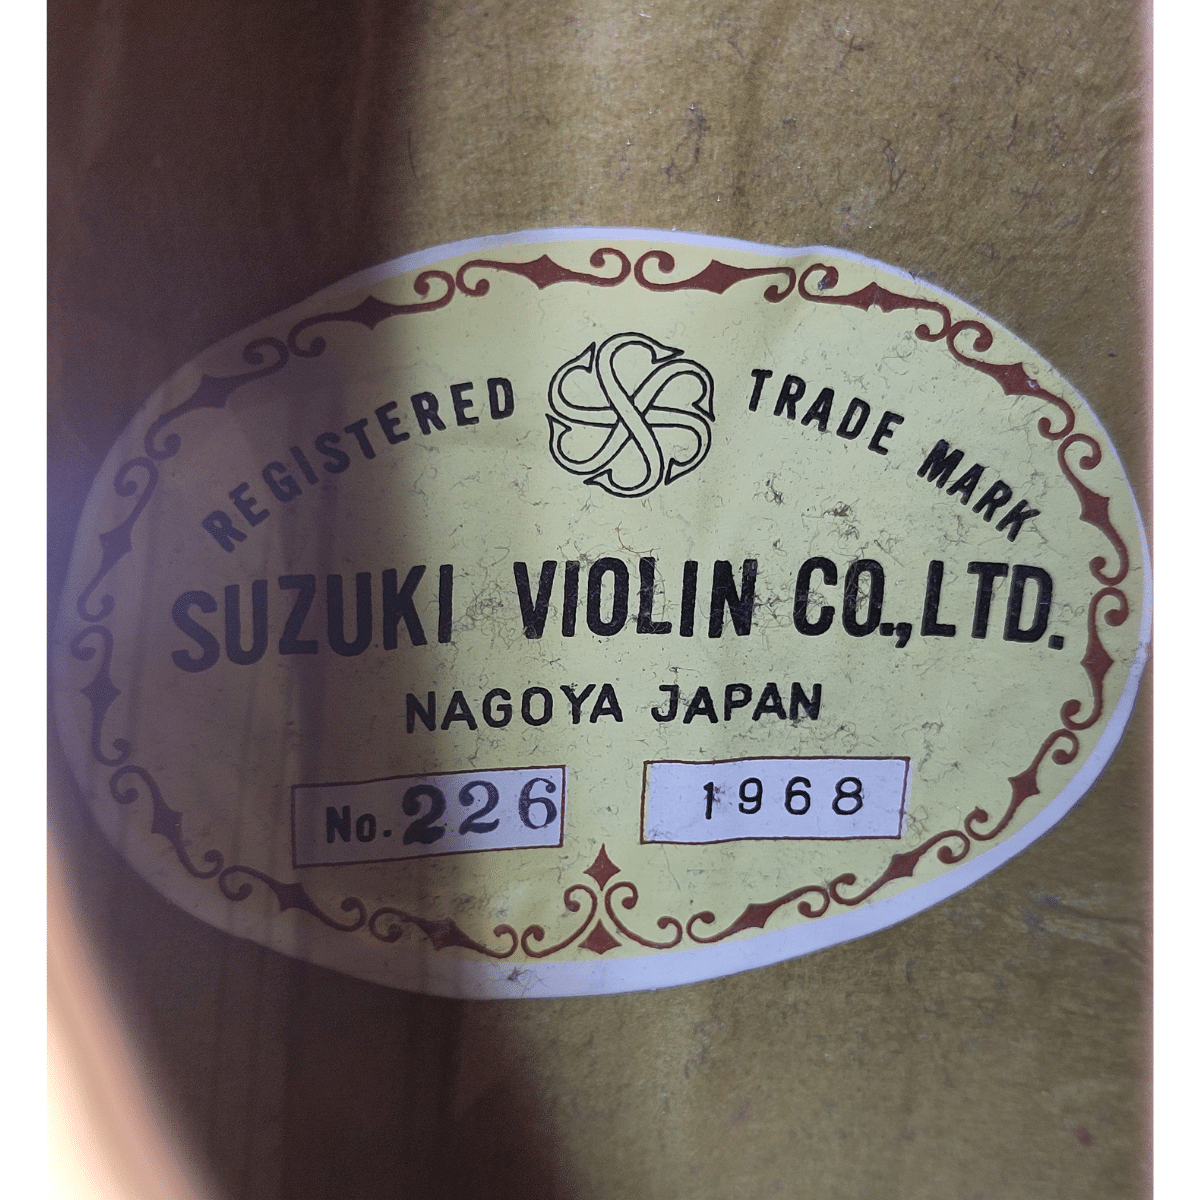 REGISTERED TRADE MARK
SUZUKI VIOLIN CO.,LTD.
NAGOYA JAPAN
No. 226 1968